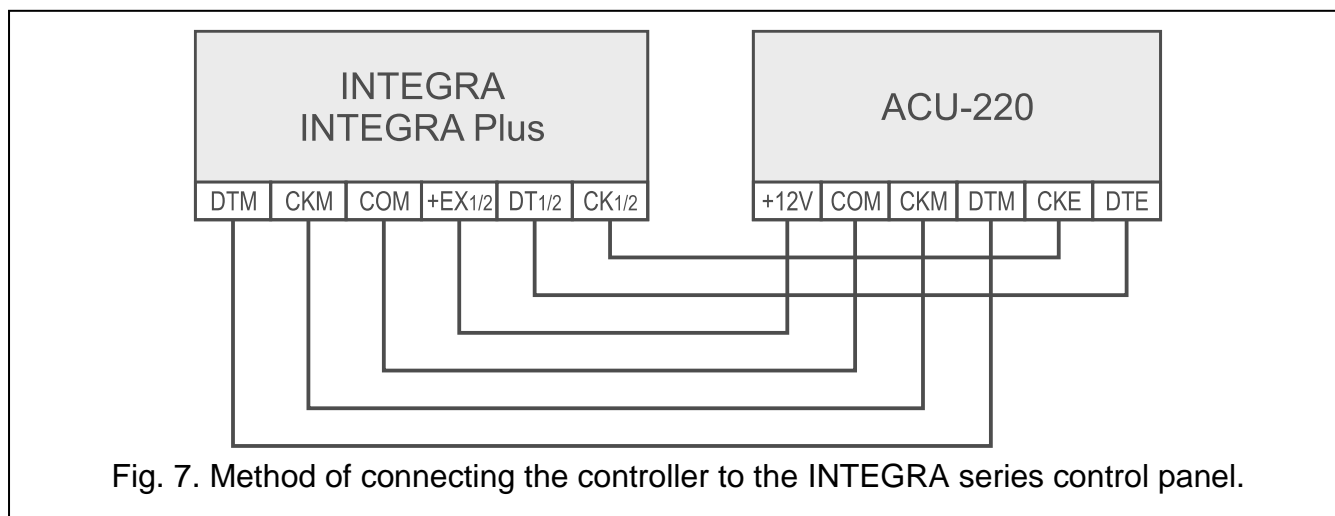 INTEGRA
INTEGRA Plus
ACU-220
DTM CKM COM +EX1/2 DT1/2 CK1/2
+12V COM CKM DTM CKE DTE
Fig. 7. Method of connecting the controller to the INTEGRA series control panel.